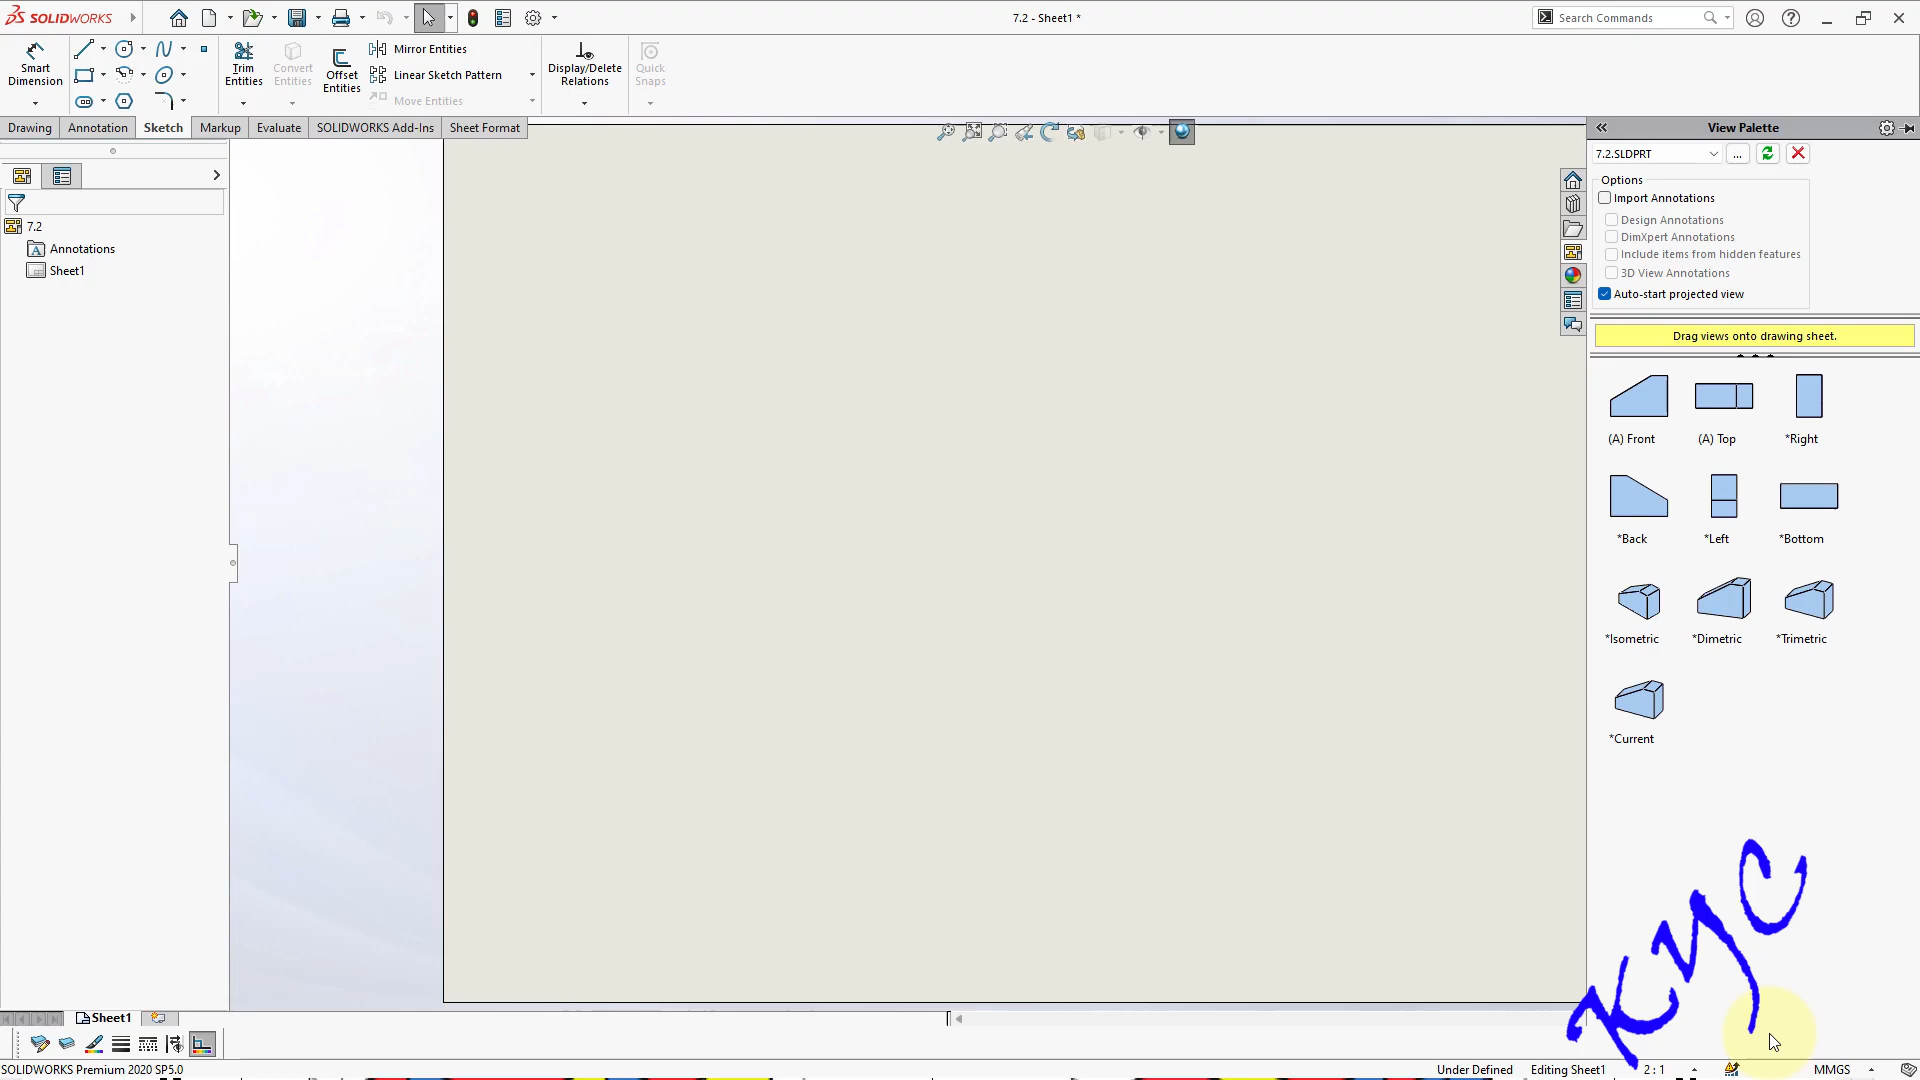 SOLIDWORKS
7.2 - Sheet1 *
Search Commands
Smart Dimension
Trim Entities
Convert Entities
Offset Entities
Mirror Entities
Linear Sketch Pattern
Move Entities
Display/Delete Relations
Quick Snaps
Drawing
Annotation
Sketch
Markup
Evaluate
SOLIDWORKS Add-Ins
Sheet Format
7.2
Annotations
Sheet1
View Palette
7.2.SLDPRT
...
Options
Import Annotations
Design Annotations
DimXpert Annotations
Include items from hidden features
3D View Annotations
Auto-start projected view
Drag views onto drawing sheet.
(A) Front
(A) Top
*Right
*Back
*Left
*Bottom
*Isometric
*Dimetric
*Trimetric
*Current
Kyc
Sheet1
SOLIDWORKS Premium 2020 SP5.0
Under Defined
Editing Sheet1
2 : 1
MMGS